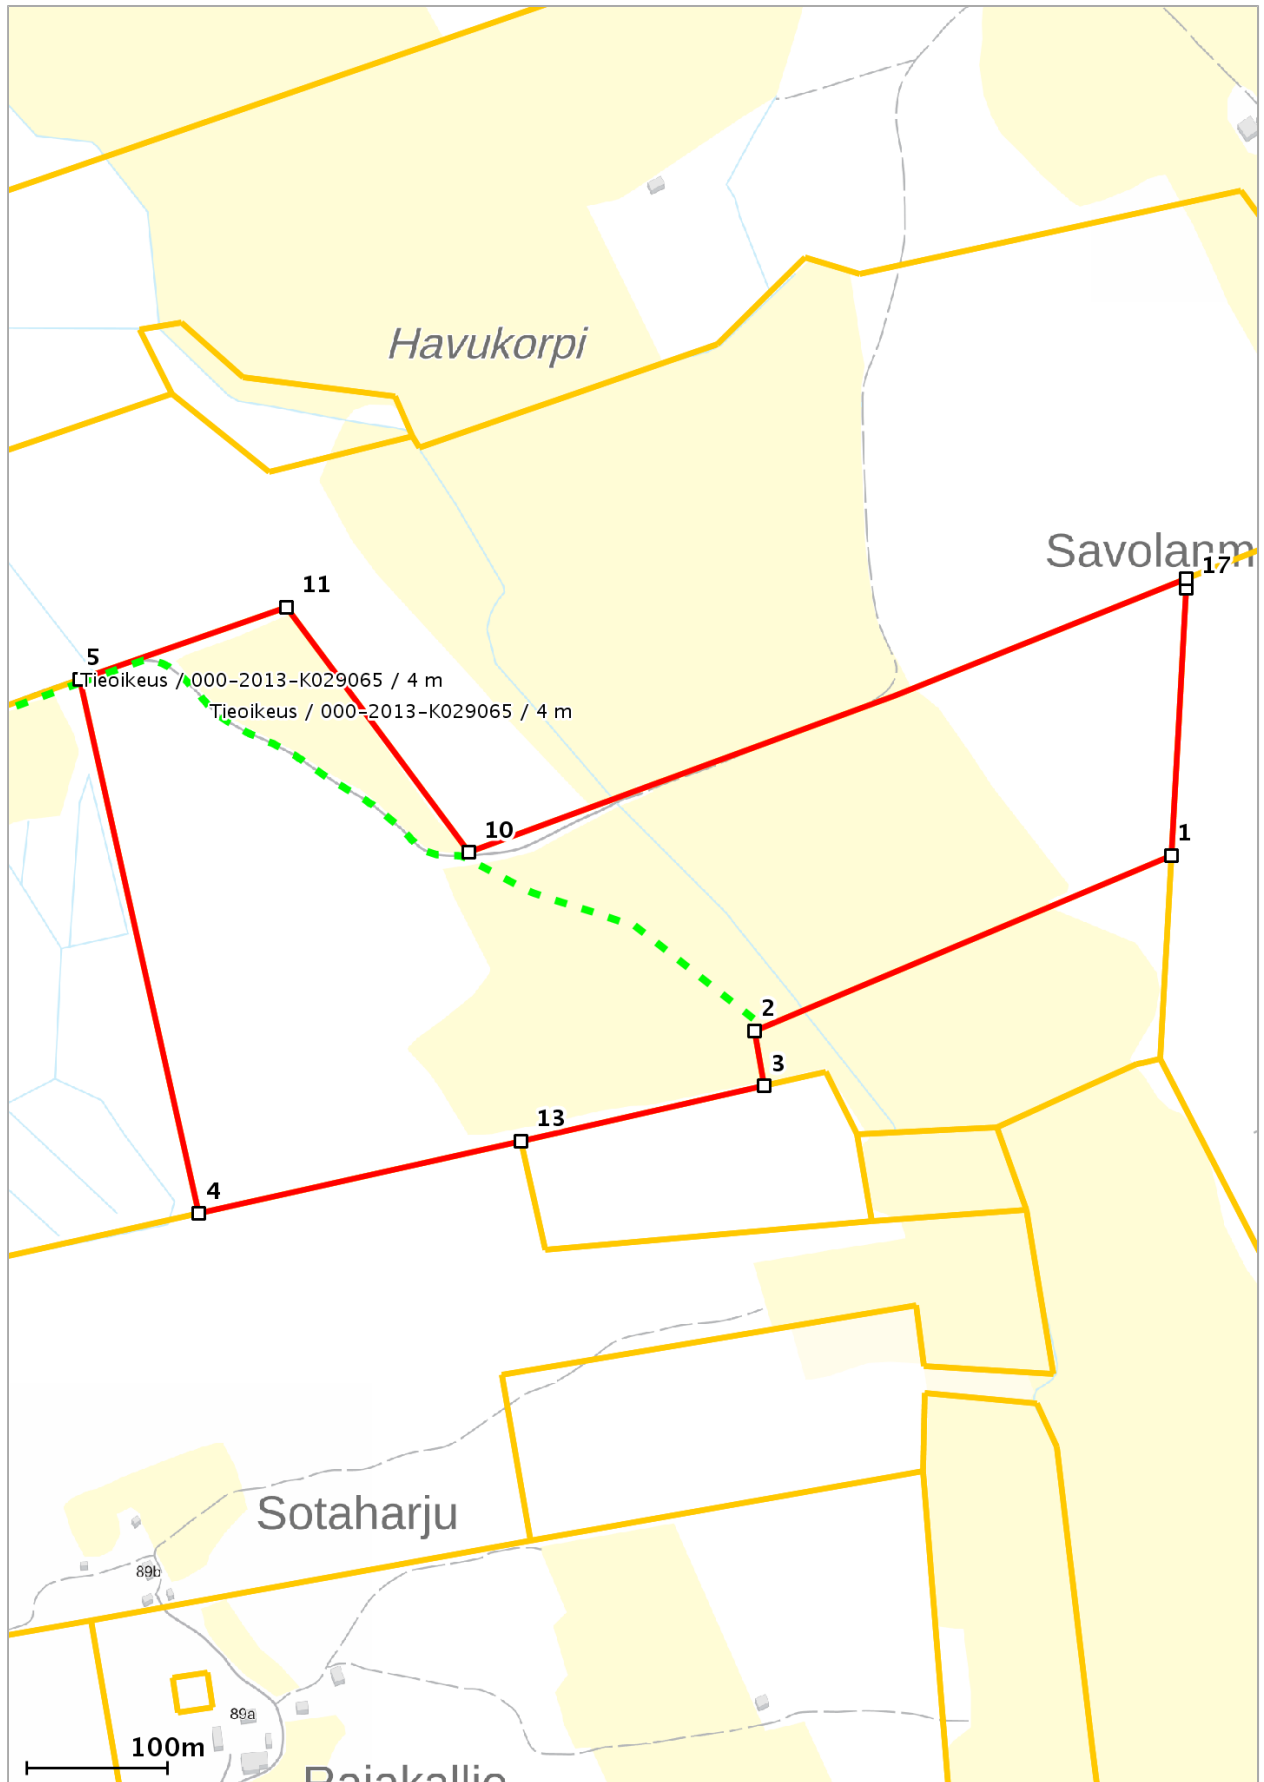 Havukorpi
Savolanm
17
11
5
Tieoikeus / 000-2013-K029065 / 4 m
Tieoikeus / 000-2013-K029065 / 4 m
10
1
2
3
13
4
Sotaharju
89b
89a
100m
Rajakallio